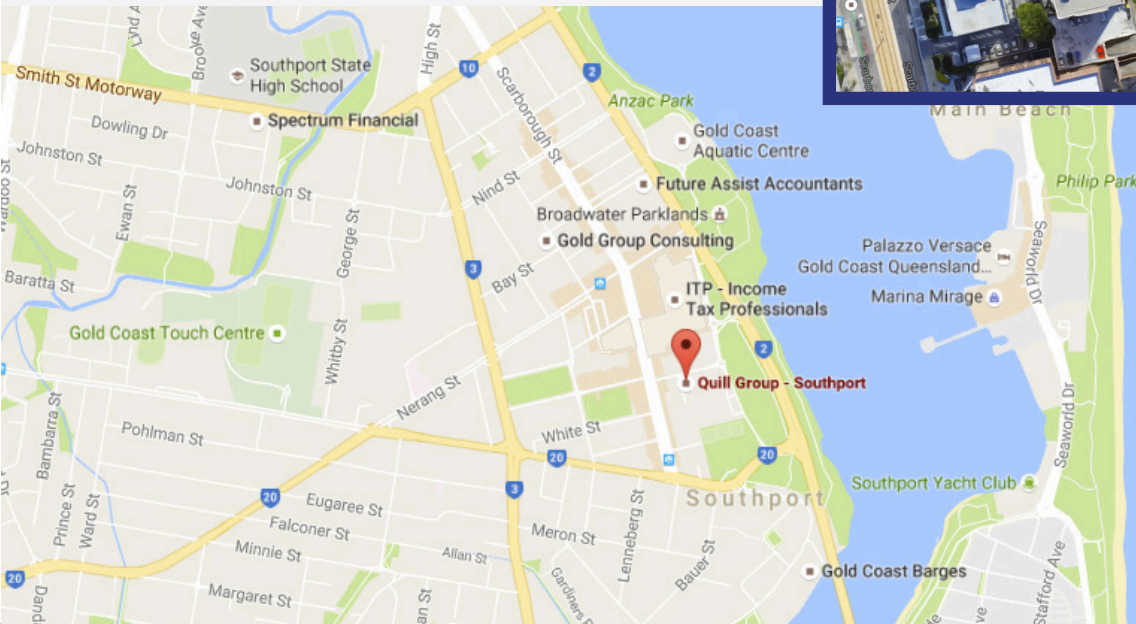 High St
Brooke Ave
Southport State
High School
Smith St Motorway
10
2
Scarborough St
Anzac Park
Main Beach
Spectrum Financial
Dowling Dr
Gold Coast
Aquatic Centre
Johnston St
Johnston St
Nind St
Future Assist Accountants
Philip Park
Ewan St
George St
Broadwater Parklands
Gold Group Consulting
Palazzo Versace
Gold Coast Queensland...
Seaworld Dr
Baratta St
3
Bay St
ITP - Income
Tax Professionals
Marina Mirage
Gold Coast Touch Centre
Whitby St
2
Quill Group - Southport
Nerang St
Seaworld Dr
Bambarra St
Pohlman St
White St
20
20
Southport Yacht Club
20
3
Southport
Prince St
Ward St
Eugaree St
Falconer St
Meron St
Lenneberg St
Minnie St
Allan St
Bauer St
Stafford Ave
20
Gold Coast Barges
Margaret St